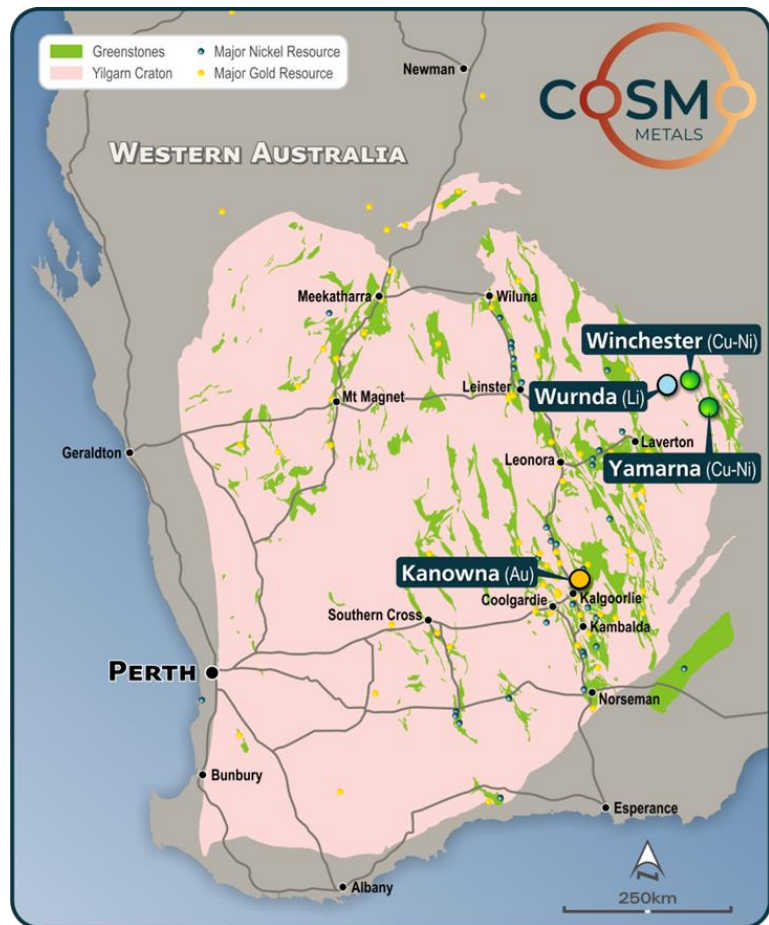 Greenstones
Major Nickel Resource
Yilgarn Craton
Major Gold Resource
Newman
COSMO
METALS
WESTERN AUSTRALIA
Meekatharra
Wiluna
Winchester (Cu-Ni)
Leinster
Wurnda (Li)
Mt Magnet
Geraldton
Laverton
Leonora
Yamarna (Cu-Ni)
Kanowna (Au)
Kalgoorlie
Coolgardie
Southern Cross
Kambalda
PERTH
Norseman
Bunbury
Esperance
N
250km
Albany